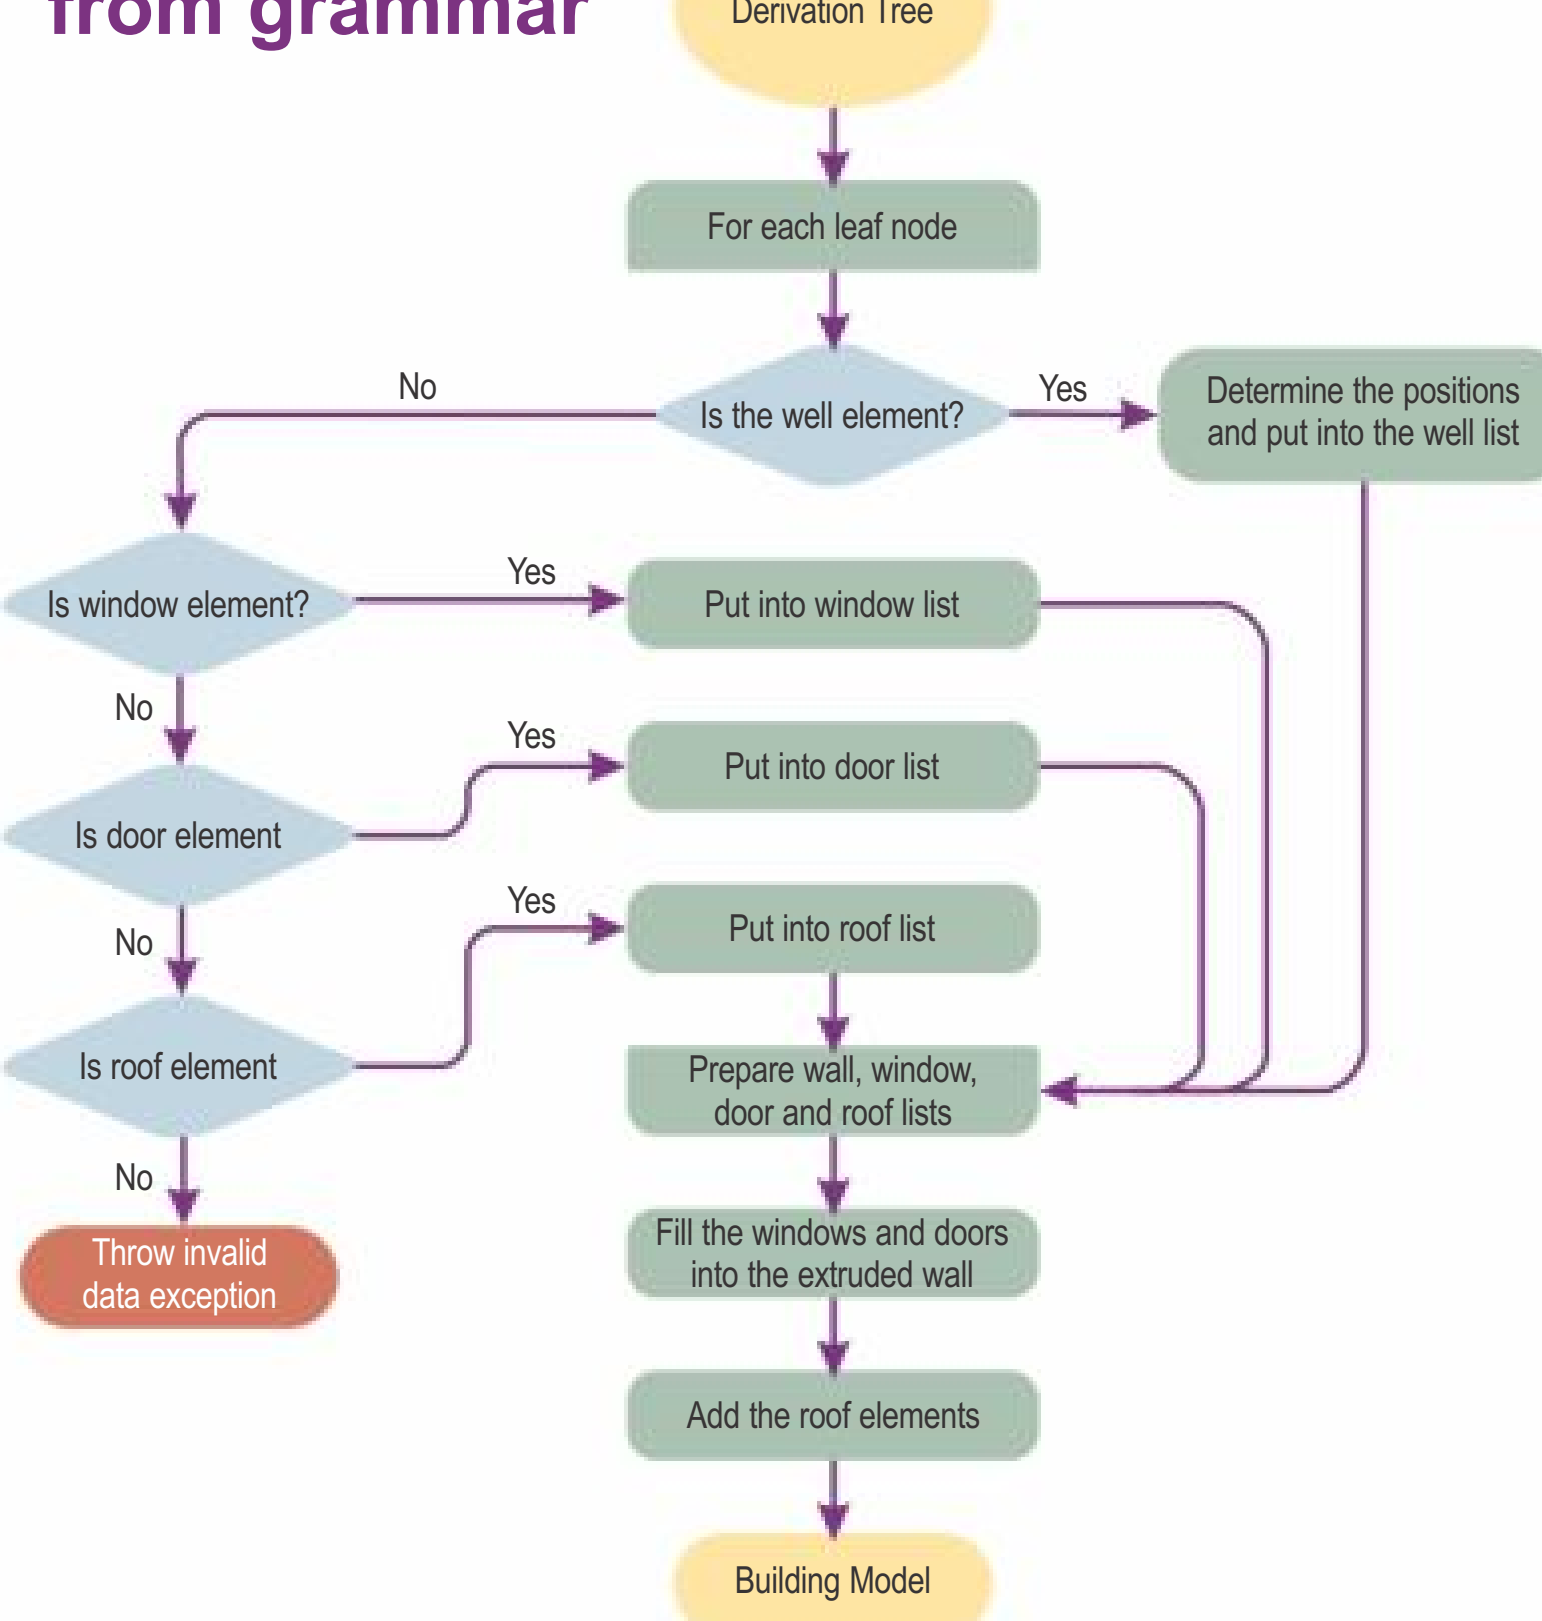 from grammar
Derivation Tree
For each leaf node
No
Is the well element?
Yes
Determine the positions
and put into the well list
Is window element?
Yes
Put into window list
No
Is door element
Yes
Put into door list
No
Is roof element
Yes
Put into roof list
Prepare wall, window,
door and roof lists
No
Throw invalid
data exception
Fill the windows and doors
into the extruded wall
Add the roof elements
Building Model